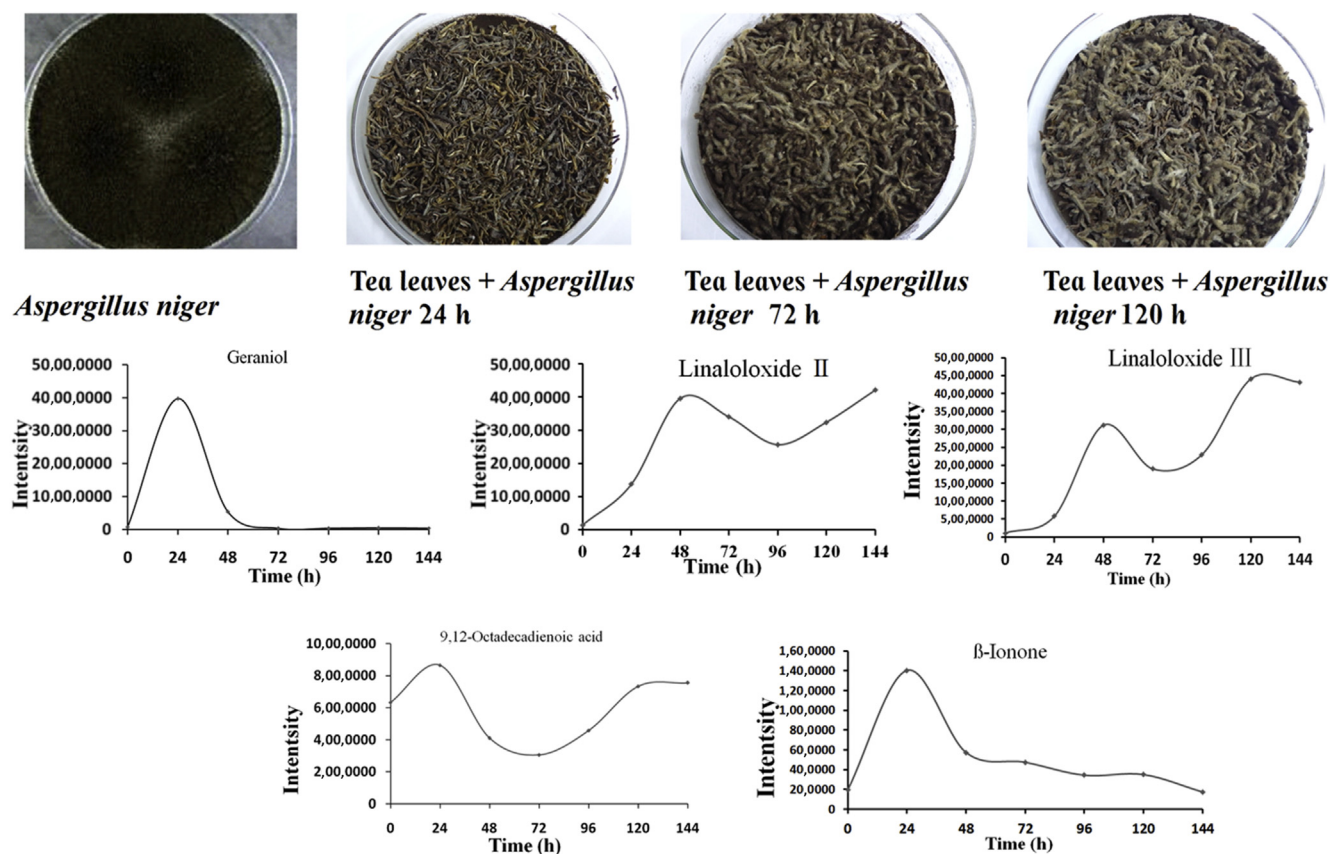 Aspergillus niger
Tea leaves + Aspergillus
niger 24 h
Tea leaves + Aspergillus
niger 72 h
Tea leaves + Aspergillus
niger 120 h
Geraniol
Intentsity
50,00,0000
40,00,0000
30,00,0000
20,00,0000
10,00,0000
0
0 24 48 72 96 120 144
Time (h)
Linaloloxide II
Intentsity
50,00,0000
40,00,0000
30,00,0000
20,00,0000
10,00,0000
0
0 24 48 72 96 120 144
Time (h)
Linaloloxide III
Intentsity
50,00,0000
45,00,0000
40,00,0000
35,00,0000
30,00,0000
25,00,0000
20,00,0000
15,00,0000
10,00,0000
5,00,0000
0
0 24 48 72 96 120 144
Time (h)
9,12-Octadecadienoic acid
Intentsity
10,00,0000
8,00,0000
6,00,0000
4,00,0000
2,00,0000
0
0 24 48 72 96 120 144
Time (h)
ß-Ionone
Intentsity
1,60,0000
1,40,0000
1,20,0000
1,00,0000
80,0000
60,0000
40,0000
20,0000
0
0 24 48 72 96 120 144
Time (h)